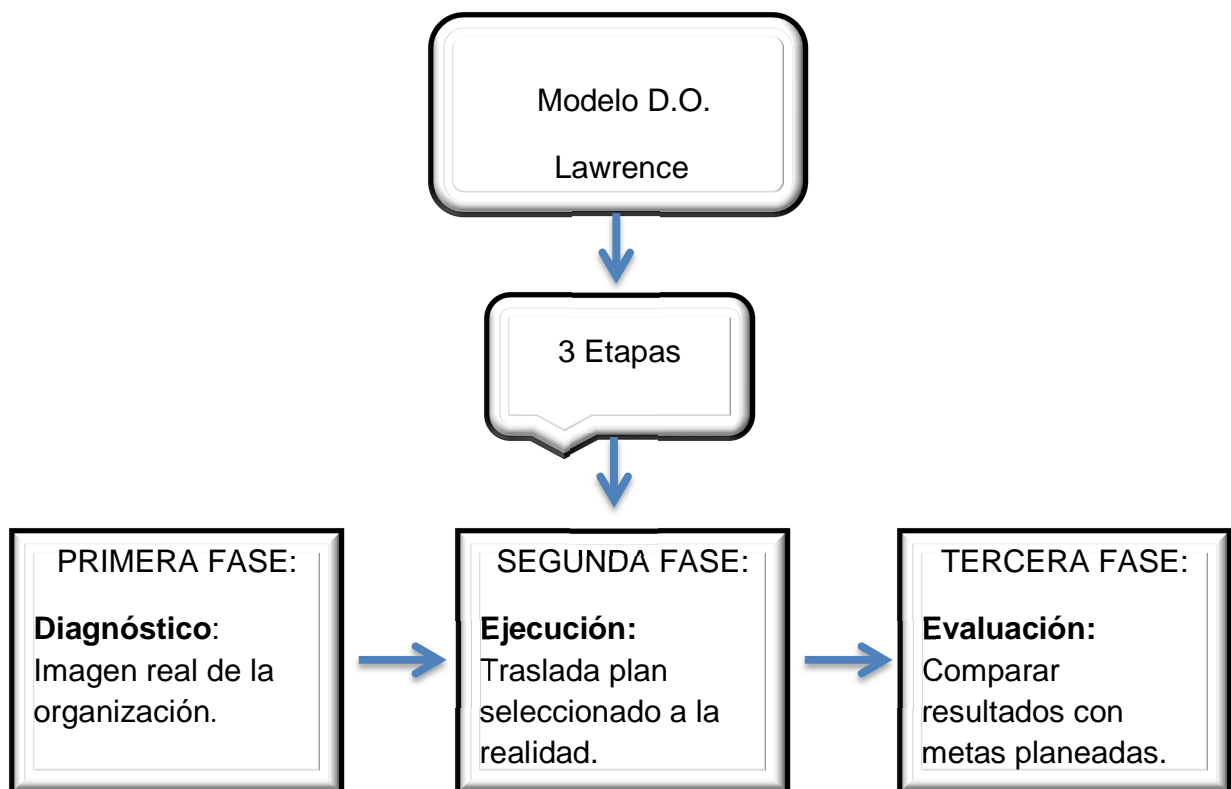 Modelo D.O.
Lawrence
3 Etapas
PRIMERA FASE:
Diagnóstico:
Imagen real de la
organización.
SEGUNDA FASE:
Ejecución:
Traslada plan
seleccionado a la
realidad.
TERCERA FASE:
Evaluación:
Comparar
resultados con
metas planeadas.